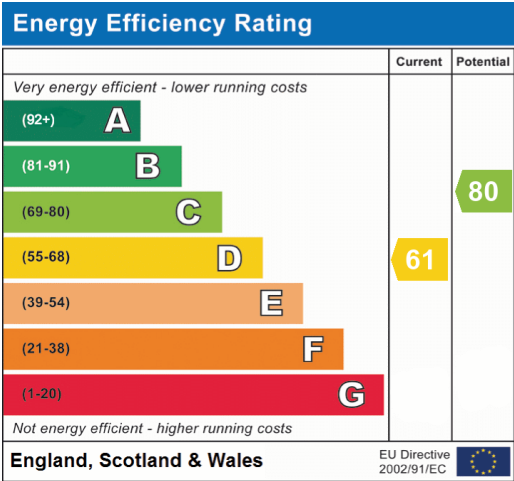 Energy Efficiency Rating
Current Potential
Very energy efficient - lower running costs
(92+) A
(81-91) B
(69-80) C
80
(55-68) D
61
(39-54) E
(21-38) F
(1-20) G
Not energy efficient - higher running costs
England, Scotland & Wales
EU Directive
2002/91/EC